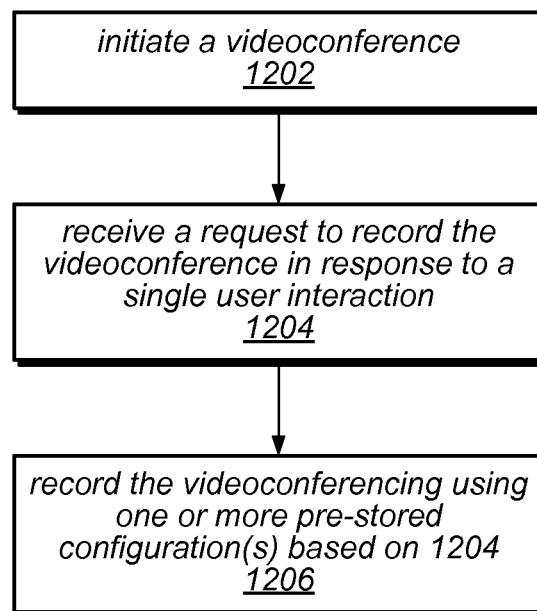 initiate a videoconference
1202
receive a request to record the
videoconference in response to a
single user interaction
1204
record the videoconferencing using
one or more pre-stored
configuration(s) based on 1204
1206